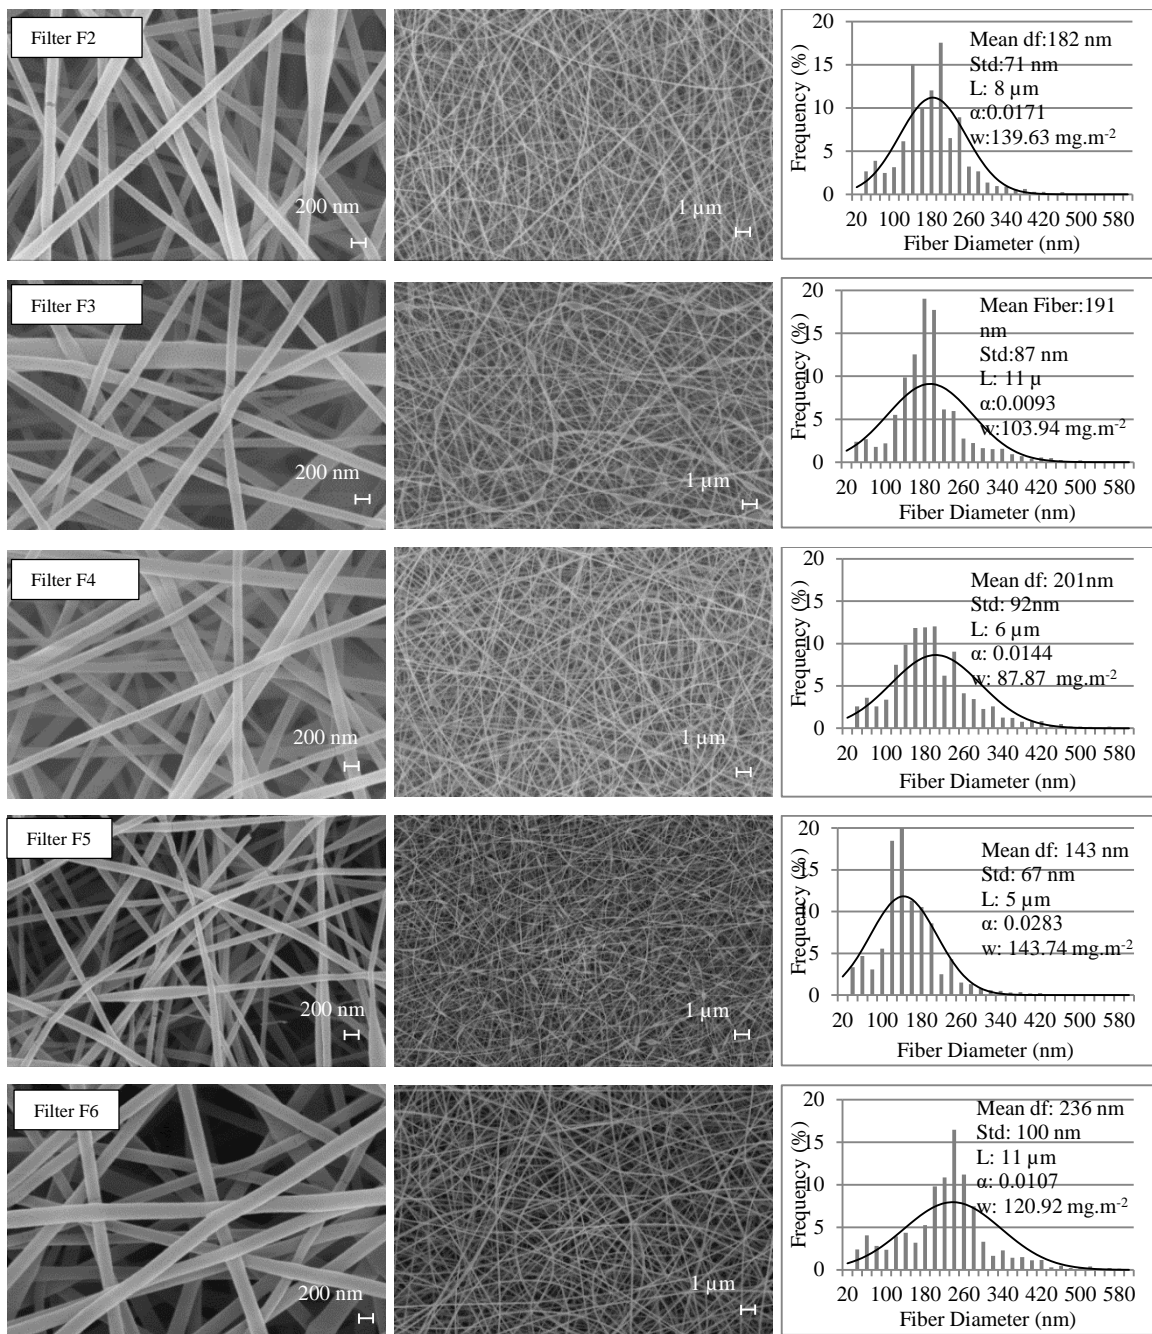 Filter F2
200 nm
1 µm
20
15
10
5
0
Frequency (%)
Mean df:182 nm
Std:71 nm
L: 8 µm
α:0.0171
w:139.63 mg.m-2
20 100 180 260 340 420 500 580
Fiber Diameter (nm)
Filter F3
200 nm
1 µm
20
15
10
5
0
Frequency (%)
Mean Fiber:191
nm
Std:87 nm
L: 11 µ
α:0.0093
w:103.94 mg.m-2
20 100 180 260 340 420 500 580
Fiber Diameter (nm)
Filter F4
200 nm
1 µm
20
15
10
5
0
Frequency (%)
Mean df: 201nm
Std: 92nm
L: 6 µm
α: 0.0144
w: 87.87 mg.m-2
20 100 180 260 340 420 500 580
Fiber Diameter (nm)
Filter F5
200 nm
1 µm
20
15
10
5
0
Frequency (%)
Mean df: 143 nm
Std: 67 nm
L: 5 µm
α: 0.0283
w: 143.74 mg.m-2
20 100 180 260 340 420 500 580
Fiber Diameter (nm)
Filter F6
200 nm
1 µm
20
15
10
5
0
Frequency (%)
Mean df: 236 nm
Std: 100 nm
L: 11 µm
α: 0.0107
w: 120.92 mg.m-2
20 100 180 260 340 420 500 580
Fiber Diameter (nm)